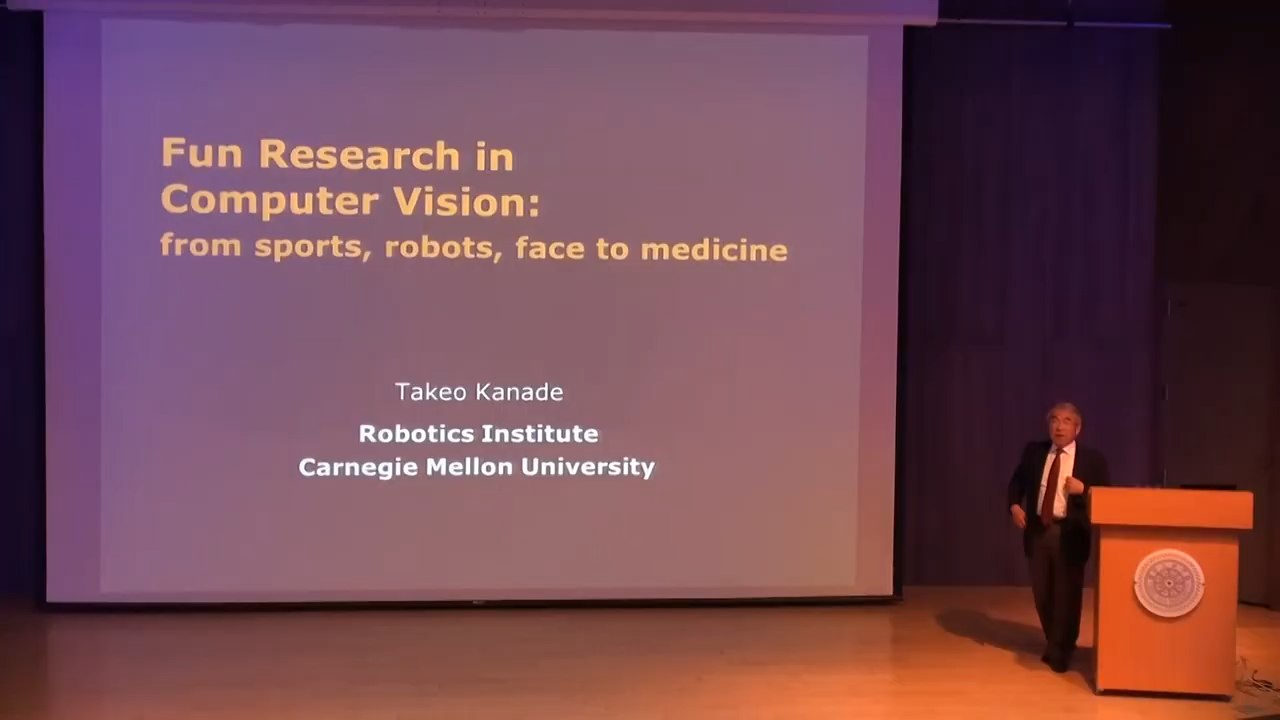 Fun Research in
Computer Vision:
from sports, robots, face to medicine
Takeo Kanade
Robotics Institute
Carnegie Mellon University